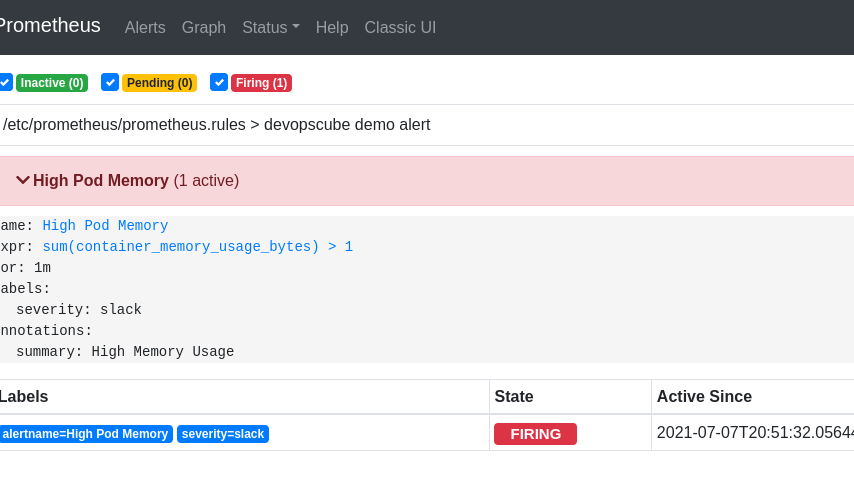 Prometheus Alerts Graph Status Help Classic UI
Inactive (0) Pending (0) Firing (1)
/etc/prometheus/prometheus.rules > devopscube demo alert
High Pod Memory (1 active)
ame: High Pod Memory
xpr: sum(container_memory_usage_bytes) > 1
or: 1m
abels:
severity: slack
nnotations:
summary: High Memory Usage
Labels State Active Since
alertname=High Pod Memory severity=slack FIRING 2021-07-07T20:51:32.05644